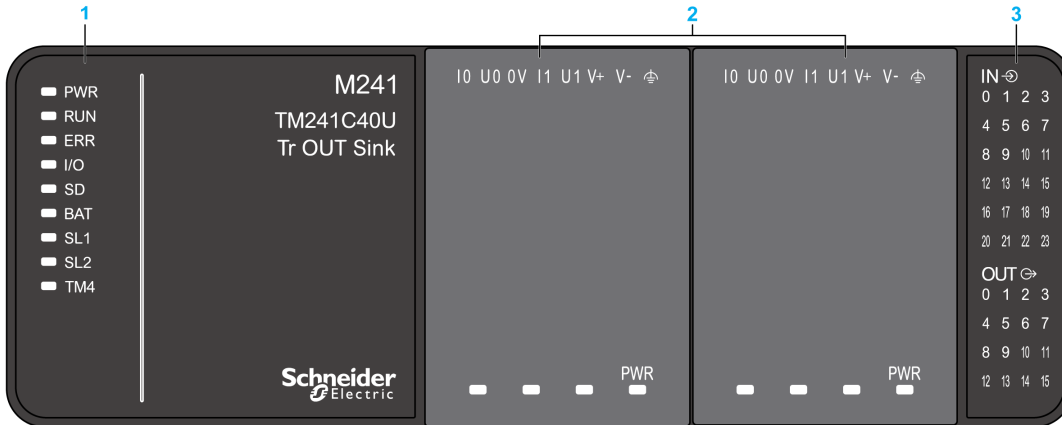 1
2
3
PWR
RUN
ERR
I/O
SD
BAT
SL1
SL2
TM4
M241
TM241C40U
Tr OUT Sink
Schneider
Electric
I0 U0 0V I1 U1 V+ V-
PWR
I0 U0 0V I1 U1 V+ V-
PWR
IN
0 1 2 3
4 5 6 7
8 9 10 11
12 13 14 15
16 17 18 19
20 21 22 23
OUT
0 1 2 3
4 5 6 7
8 9 10 11
12 13 14 15